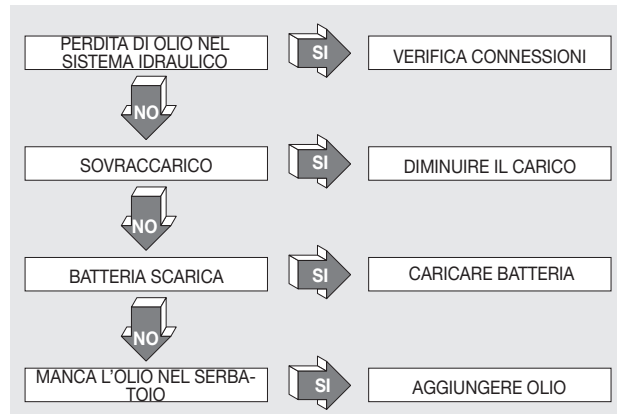 PERDITA DI OLIO NEL
SISTEMA IDRAULICO
SI
VERIFICA CONNESSIONI
NO
SOVRACCARICO
SI
DIMINUIRE IL CARICO
NO
BATTERIA SCARICA
SI
CARICARE BATTERIA
NO
MANCA L'OLIO NEL SERBA-
TOIO
SI
AGGIUNGERE OLIO